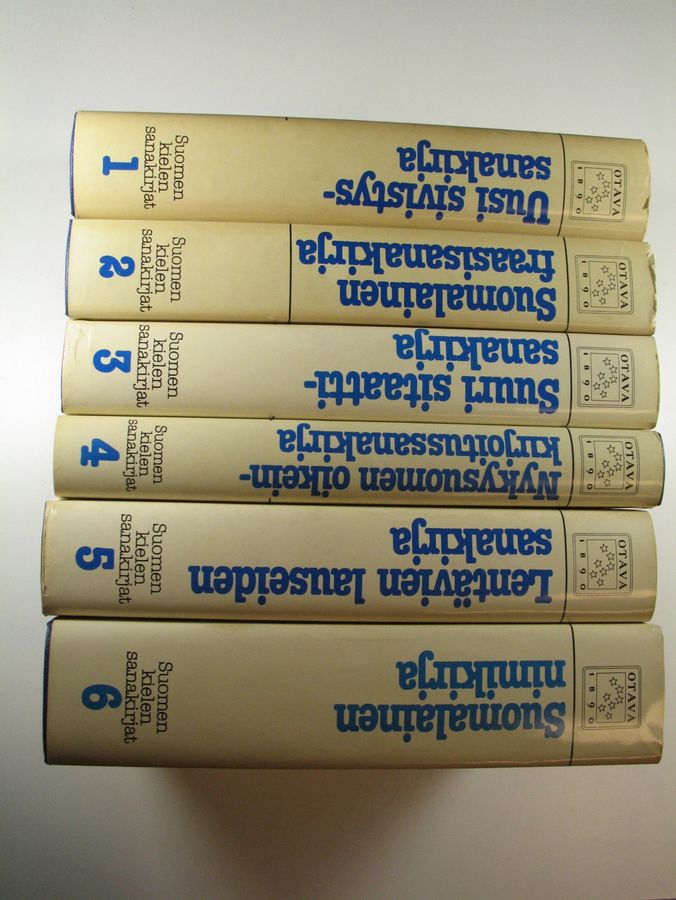 Suomen
kielen
sanakirjat
1
Uusi sivistys-
sanakirja
OTAVA
1890
Suomen
kielen
sanakirjat
2
Suomalainen
fraasisanakirja
OTAVA
1890
Suomen
kielen
sanakirjat
3
Suuri sitaatti-
sanakirja
OTAVA
1890
Suomen
kielen
sanakirjat
4
Nykysuomen oikein-
kirjoitussanakirja
OTAVA
1890
Suomen
kielen
sanakirjat
5
Lentävien lauseiden
sanakirja
OTAVA
1890
Suomen
kielen
sanakirjat
6
Suomalainen
nimikirja
OTAVA
1890